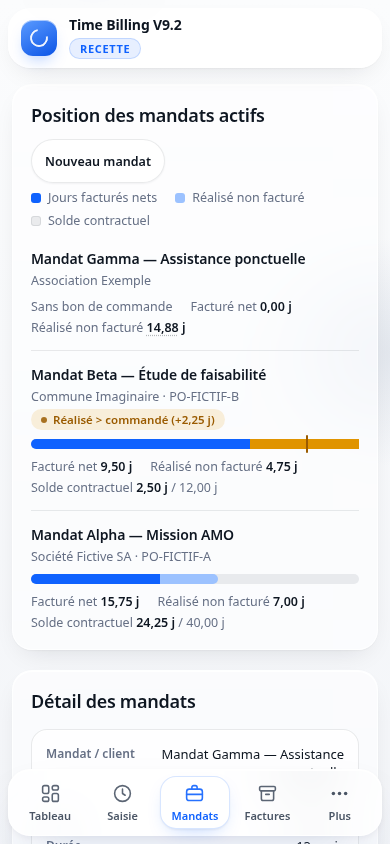 Time Billing V9.2
RECETTE
Position des mandats actifs
Nouveau mandat
Jours facturés nets Réalisé non facturé
Solde contractuel
Mandat Gamma — Assistance ponctuelle
Association Exemple
Sans bon de commande Facturé net 0,00 j
Réalisé non facturé 14,88 j
Mandat Beta — Étude de faisabilité
Commune Imaginaire · PO-FICTIF-B
Réalisé > commandé (+2,25 j)
Facturé net 9,50 j Réalisé non facturé 4,75 j
Solde contractuel 2,50 j / 12,00 j
Mandat Alpha — Mission AMO
Société Fictive SA · PO-FICTIF-A
Facturé net 15,75 j Réalisé non facturé 7,00 j
Solde contractuel 24,25 j / 40,00 j
Détail des mandats
Mandat / client Mandat Gamma — Assistance
Tableau Saisie Mandats Factures Plus